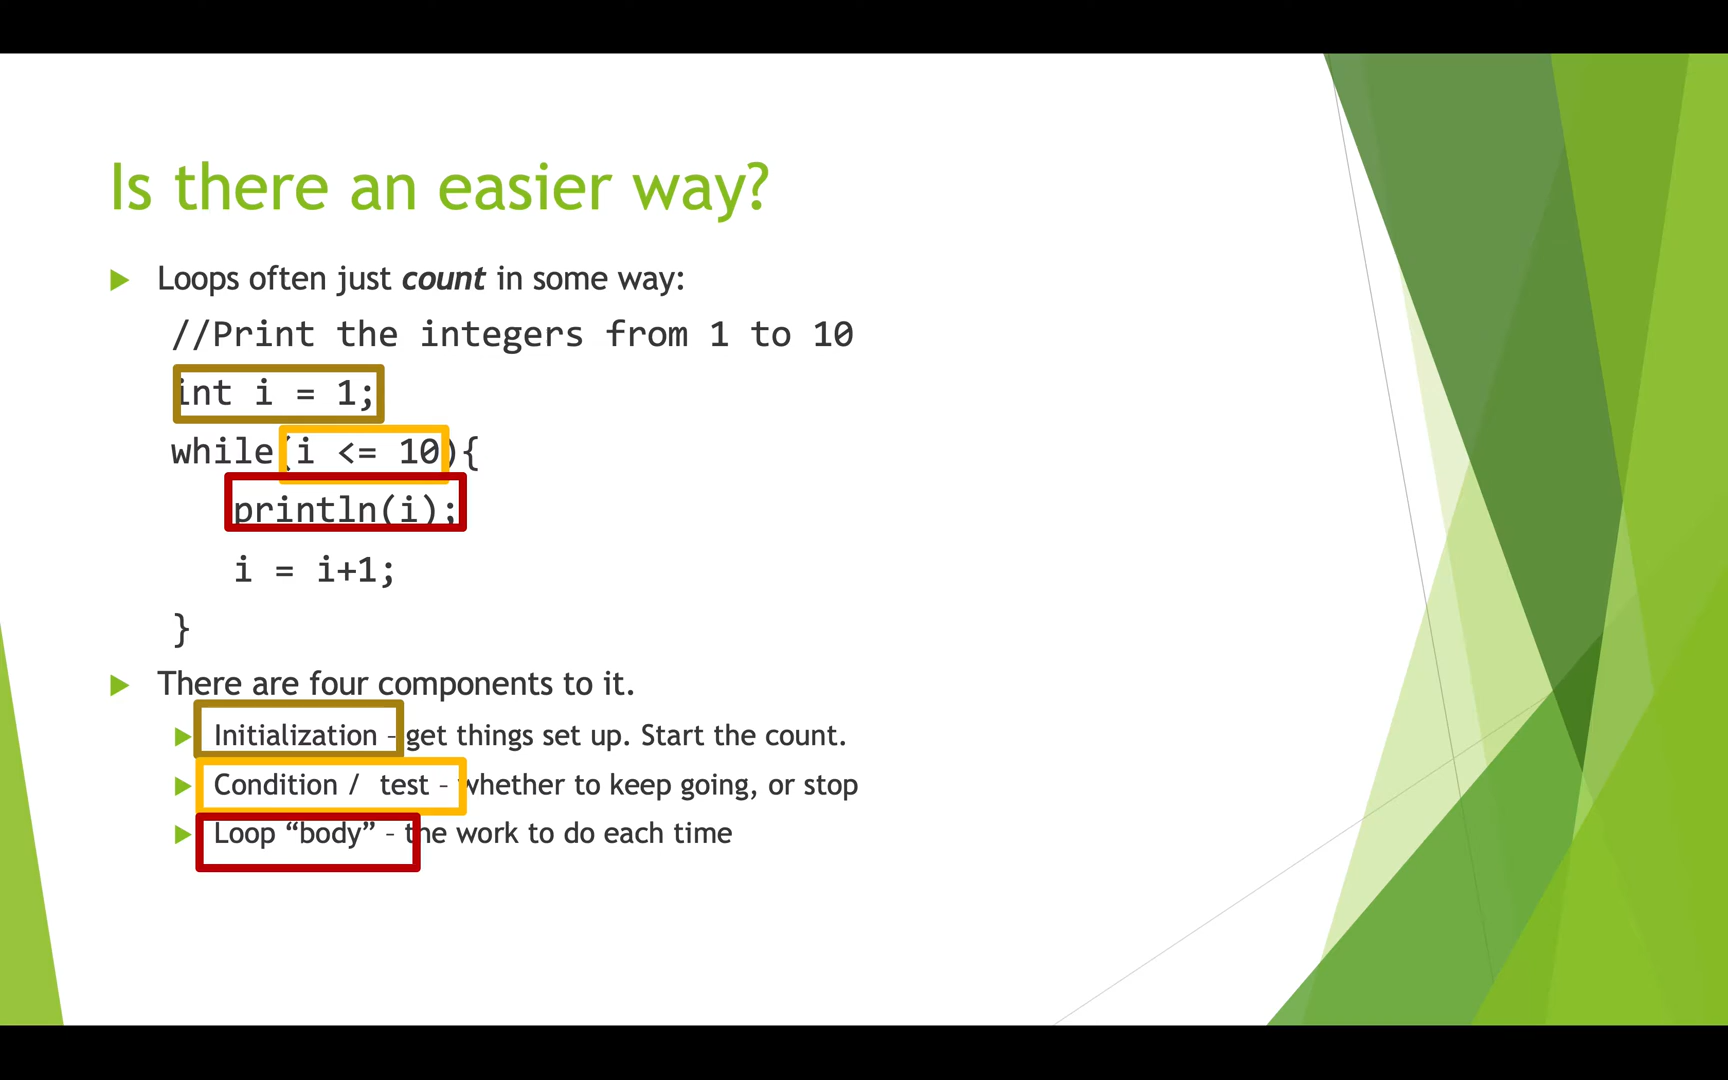 Is there an easier way?
Loops often just count in some way:
//Print the integers from 1 to 10
int i = 1;
while(i <= 10){
println(i);
i = i+1;
}
There are four components to it.
Initialization – get things set up. Start the count.
Condition / test – whether to keep going, or stop
Loop “body” – the work to do each time